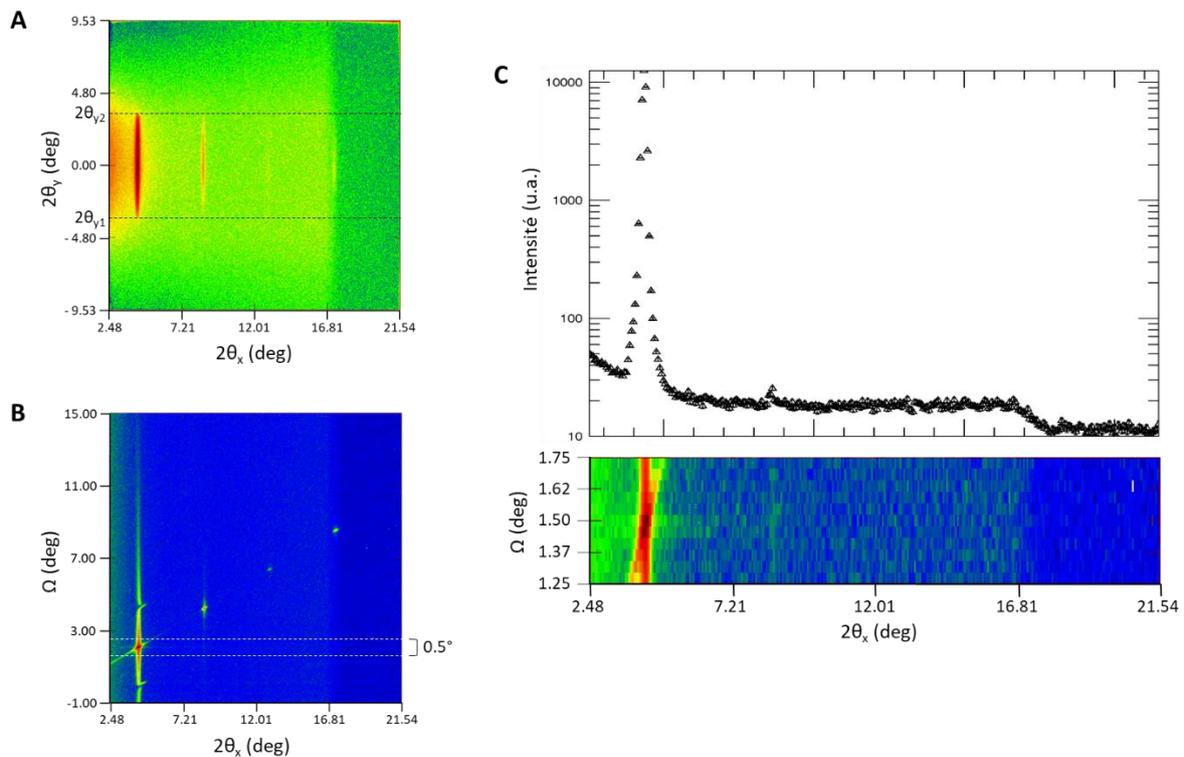 A
9.53
4.80
2θy2
0.00
2θy1
- 4.80
- 9.53
2θy (deg)
2.48 7.21 12.01 16.81 21.54
2θx (deg)
B
15.00
11.00
7.00
3.00
-1.00
Ω (deg)
0.5°
2.48 7.21 12.01 16.81 21.54
2θx (deg)
C
10000
1000
100
10
Intensité (u.a.)
1.75
1.62
1.50
1.37
1.25
Ω (deg)
2.48 7.21 12.01 16.81 21.54
2θx (deg)